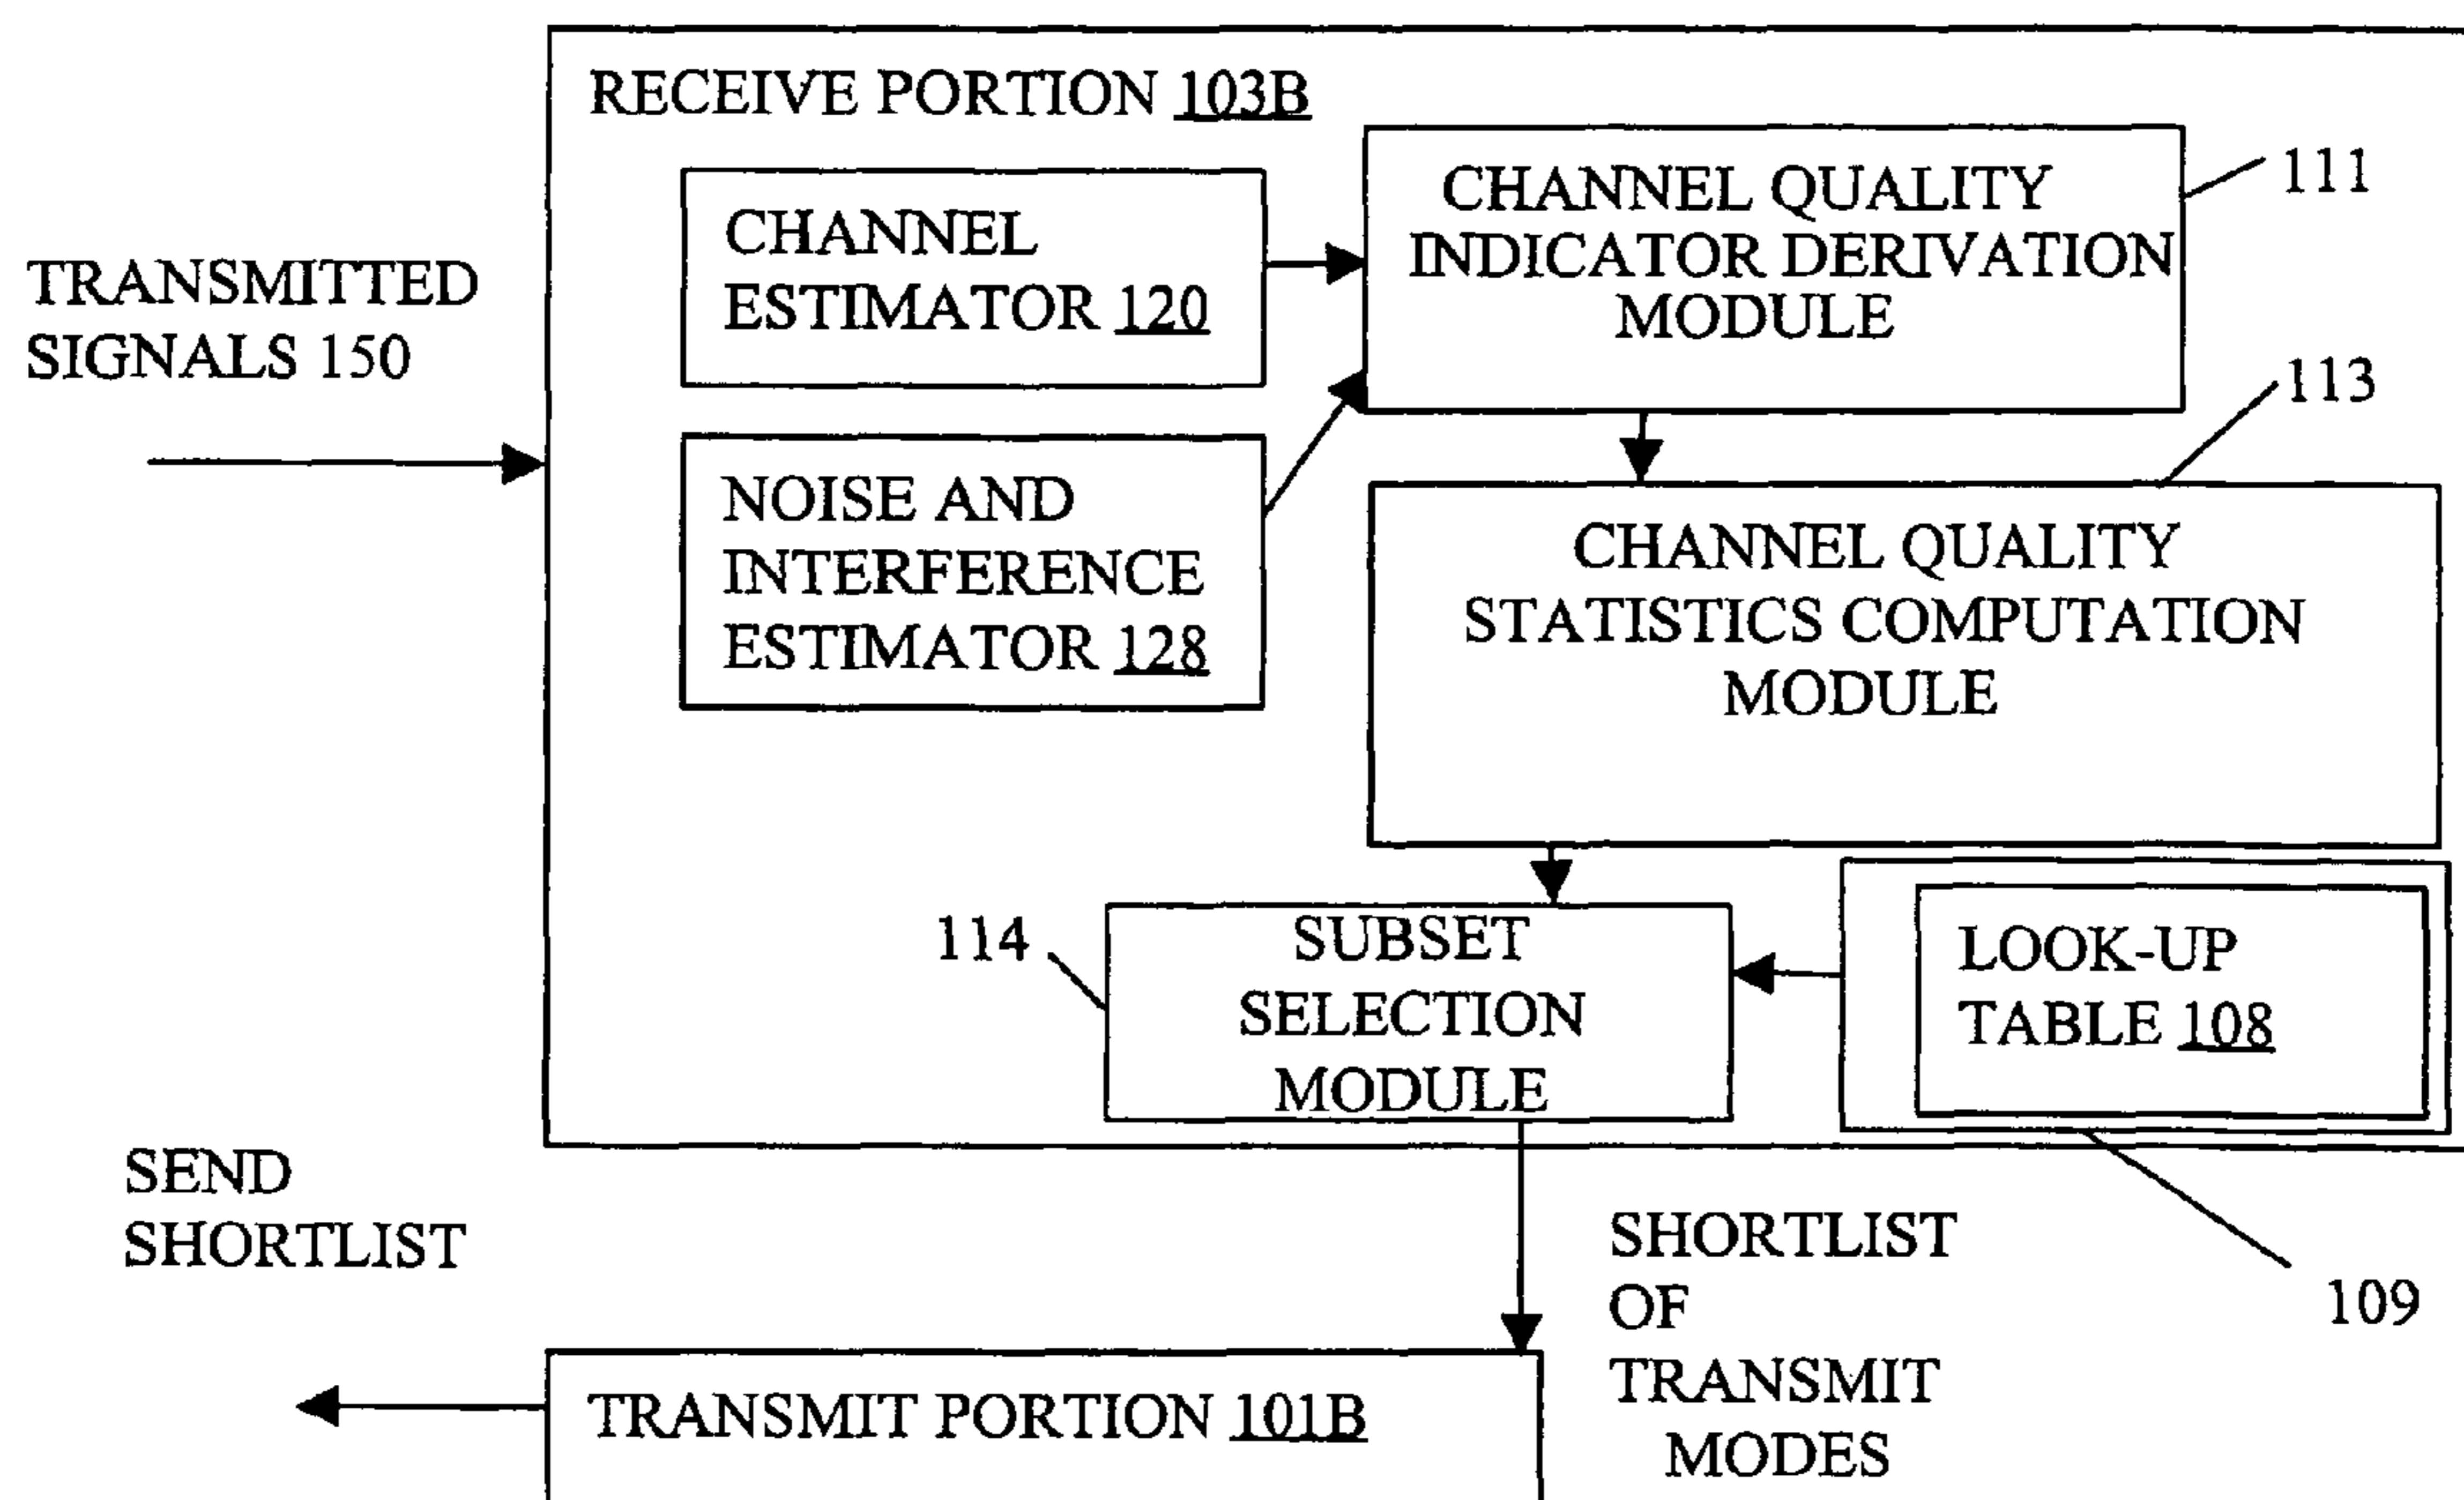 RECEIVE PORTION 103B
CHANNEL
ESTIMATOR 120
CHANNEL QUALITY
INDICATOR DERIVATION
MODULE
111
TRANSMITTED
SIGNALS 150
113
NOISE AND
INTERFERENCE
ESTIMATOR 128
CHANNEL QUALITY
STATISTICS COMPUTATION
MODULE
114
SUBSET
SELECTION
MODULE
LOOK-UP
TABLE 108
SEND
SHORTLIST
SHORTLIST
OF
TRANSMIT
MODES
109
TRANSMIT PORTION 101B